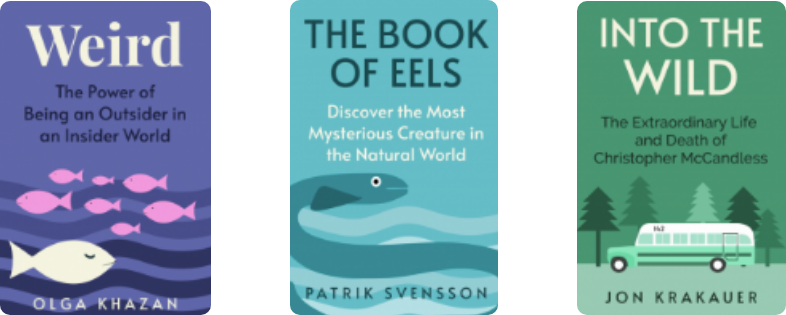 Weird
The Power of
Being an Outsider in
an Insider World
OLGA KHAZAN
THE BOOK
OF EELS
Discover the Most
Mysterious Creature in
the Natural World
PATRIK SVENSSON
INTO THE
WILD
The Extraordinary Life
and Death of
Christopher McCandless
142
JON KRAKAUER